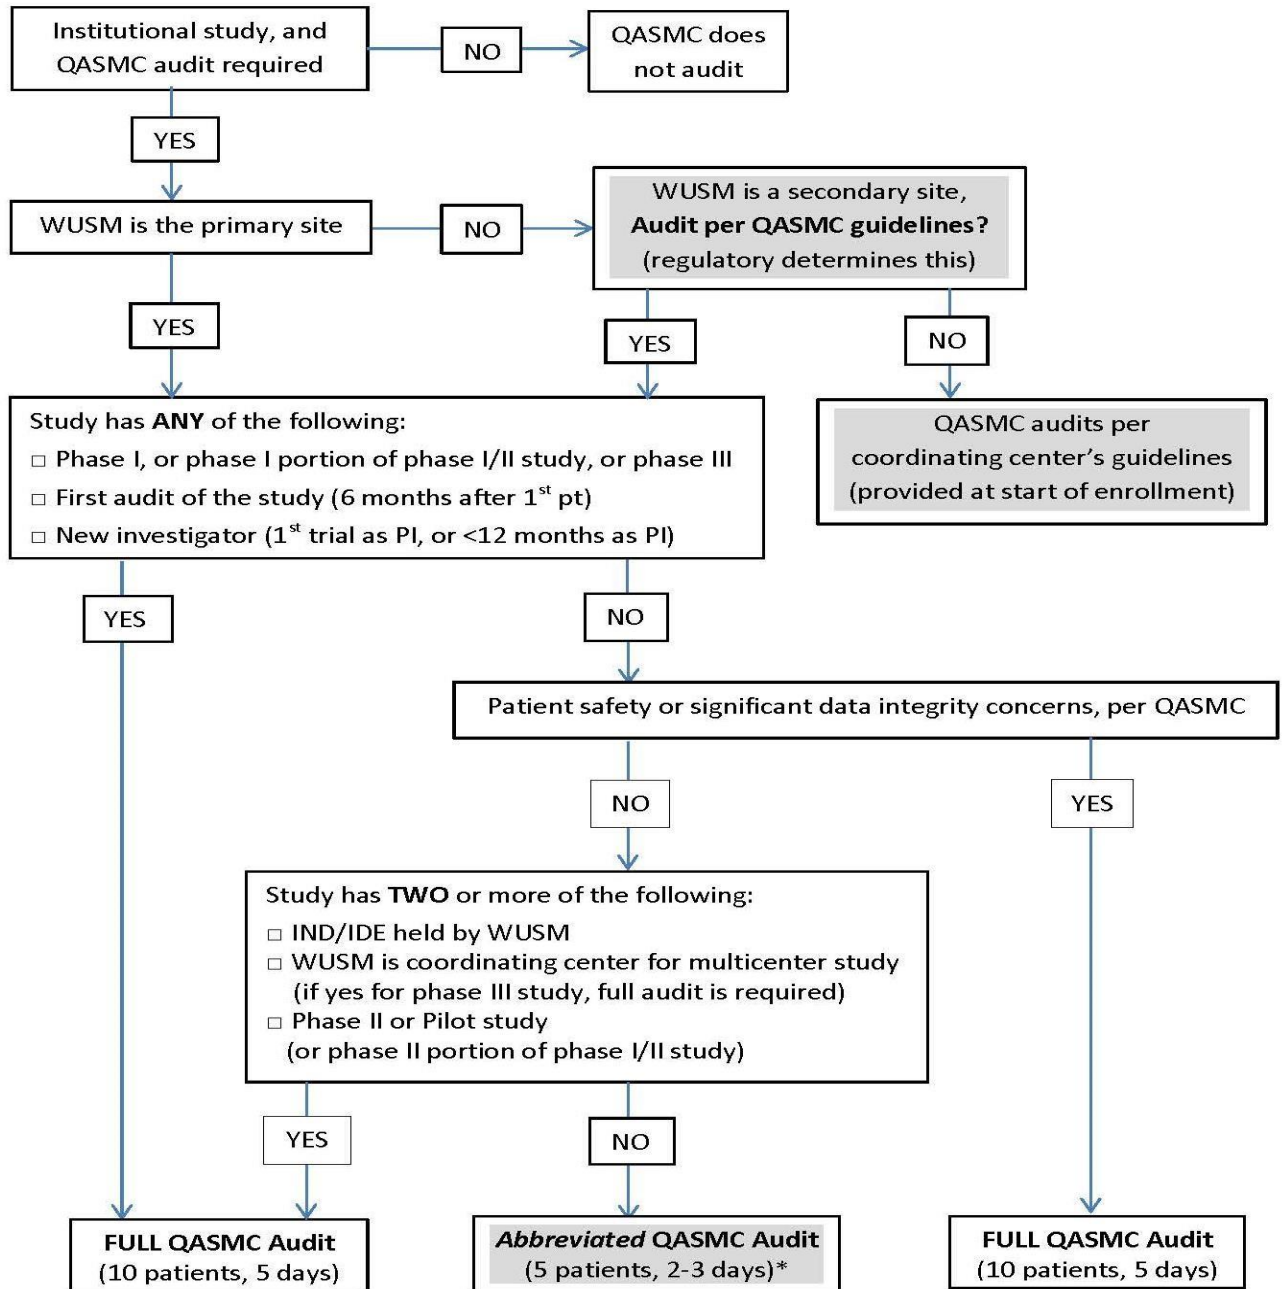 Institutional study, and
QASMC audit required
NO
QASMC does
not audit
YES
WUSM is the primary site
NO
WUSM is a secondary site,
Audit per QASMC guidelines?
(regulatory determines this)
YES
YES
NO
Study has ANY of the following:
□ Phase I, or phase I portion of phase I/II study, or phase III
□ First audit of the study (6 months after 1st pt)
□ New investigator (1st trial as PI, or <12 months as PI)
QASMC audits per
coordinating center’s guidelines
(provided at start of enrollment)
YES
NO
Patient safety or significant data integrity concerns, per QASMC
NO
YES
Study has TWO or more of the following:
□ IND/IDE held by WUSM
□ WUSM is coordinating center for multicenter study
(if yes for phase III study, full audit is required)
□ Phase II or Pilot study
(or phase II portion of phase I/II study)
YES
NO
FULL QASMC Audit
(10 patients, 5 days)
Abbreviated QASMC Audit
(5 patients, 2-3 days)*
FULL QASMC Audit
(10 patients, 5 days)